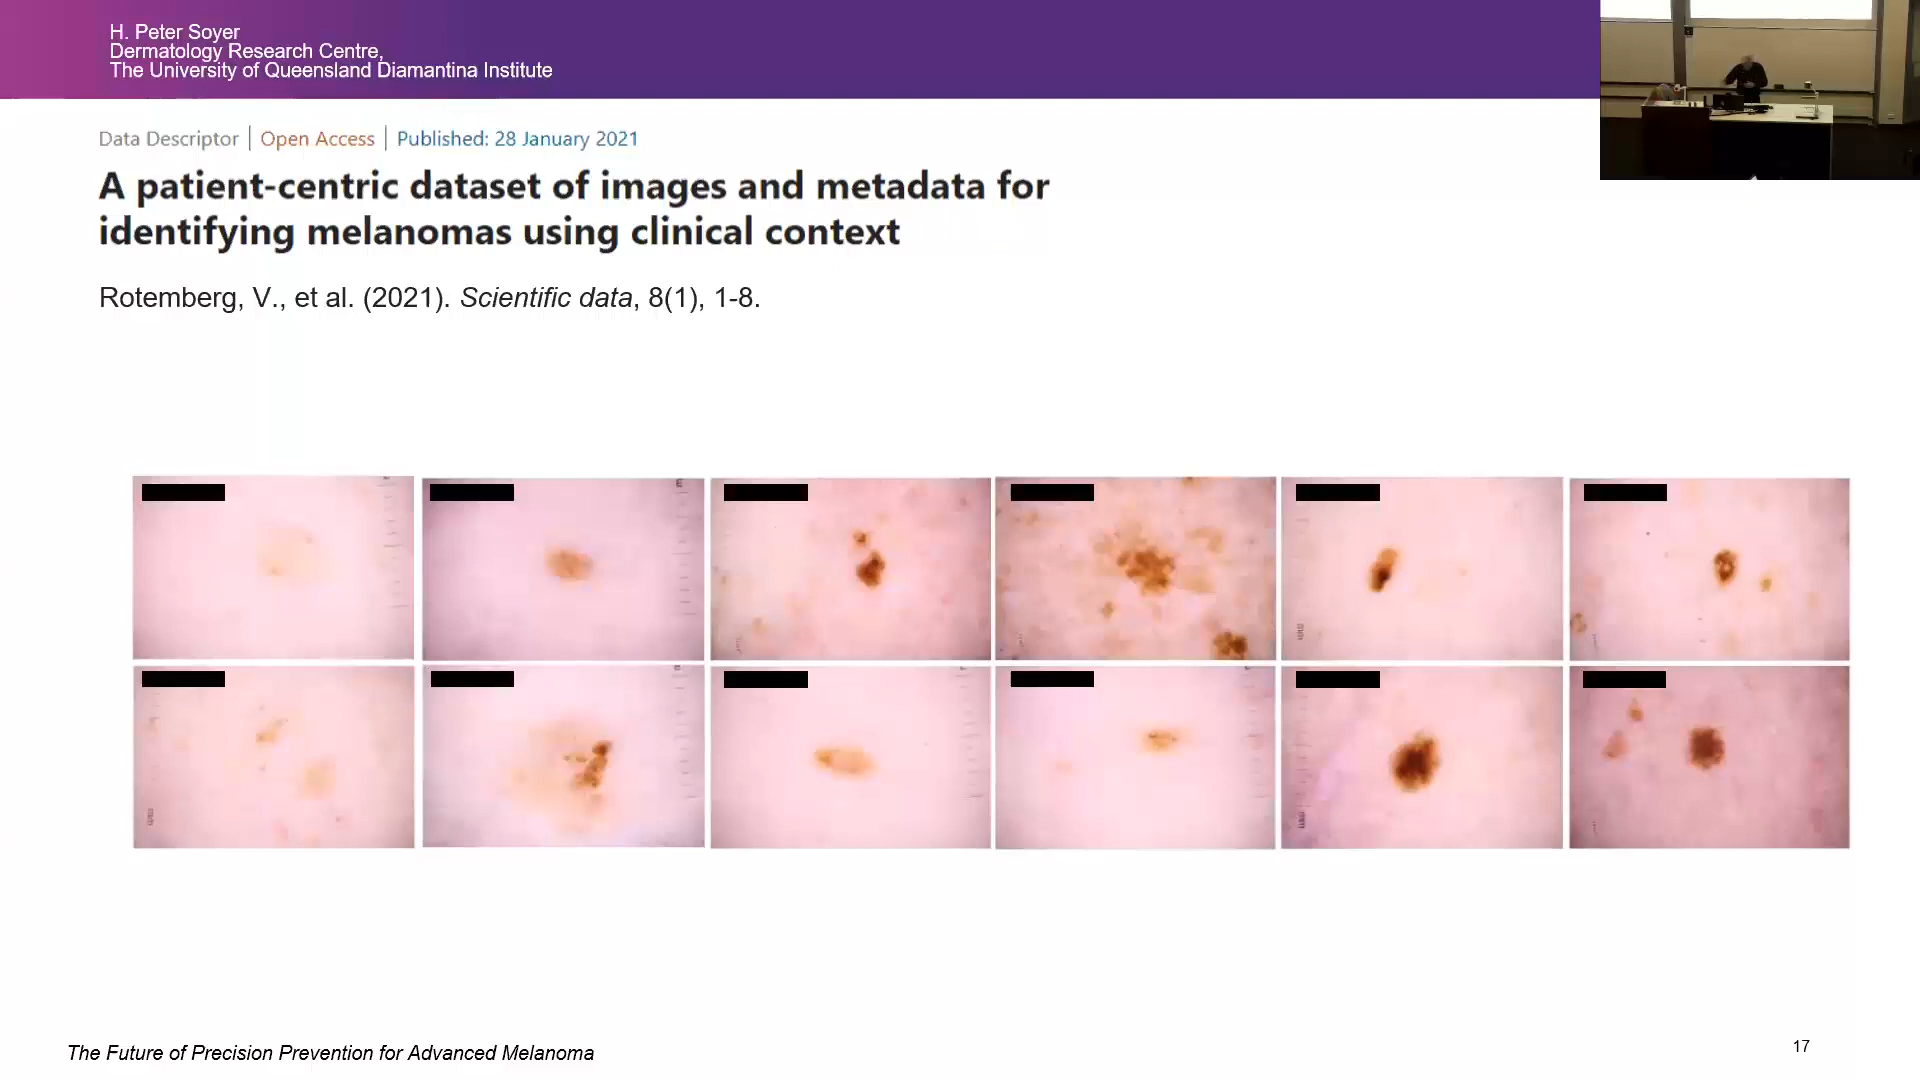 H. Peter Soyer
Dermatology Research Centre,
The University of Queensland Diamantina Institute
Data Descriptor | Open Access | Published: 28 January 2021
A patient-centric dataset of images and metadata for
identifying melanomas using clinical context
Rotemberg, V., et al. (2021). Scientific data, 8(1), 1-8.
The Future of Precision Prevention for Advanced Melanoma
17